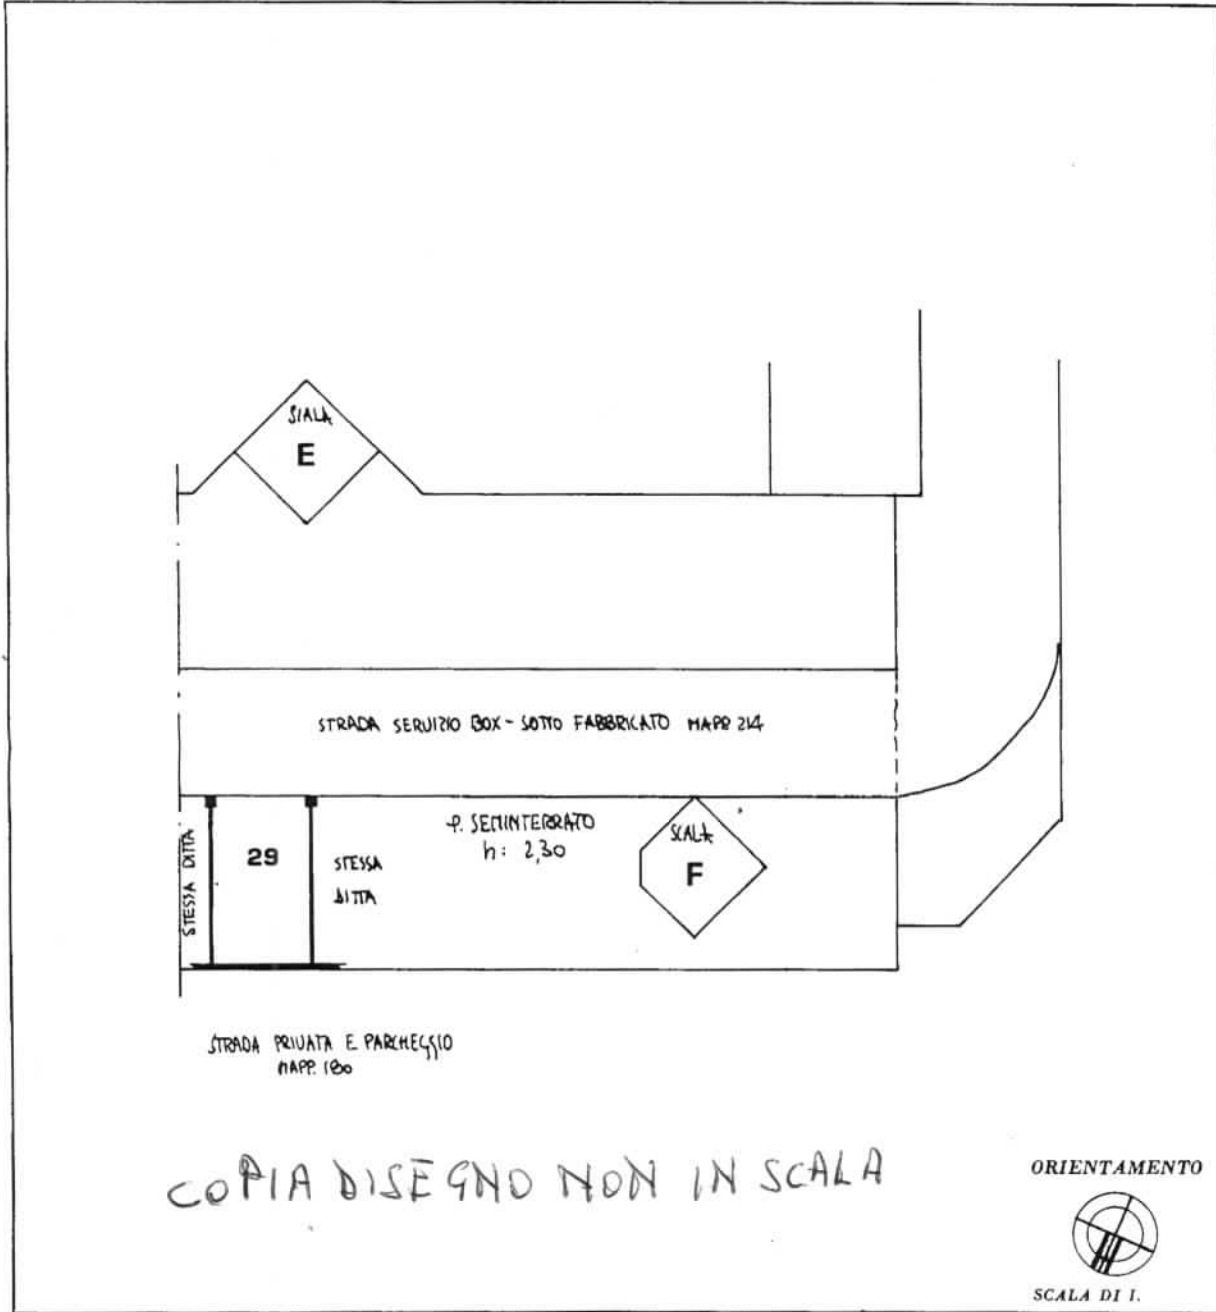 SCALA
E
STRADA SERVIZIO BOX - SOTTO FABBRICATO MAPP 214
P. SEMINTERRATO
h: 2,30
SCALA
F
STESSA DITTA
29
STESSA
DITTA
STRADA PRIVATA E PARCHEGGIO
MAPP. 180
COPIA DISEGNO NON IN SCALA
ORIENTAMENTO
SCALA DI 1.